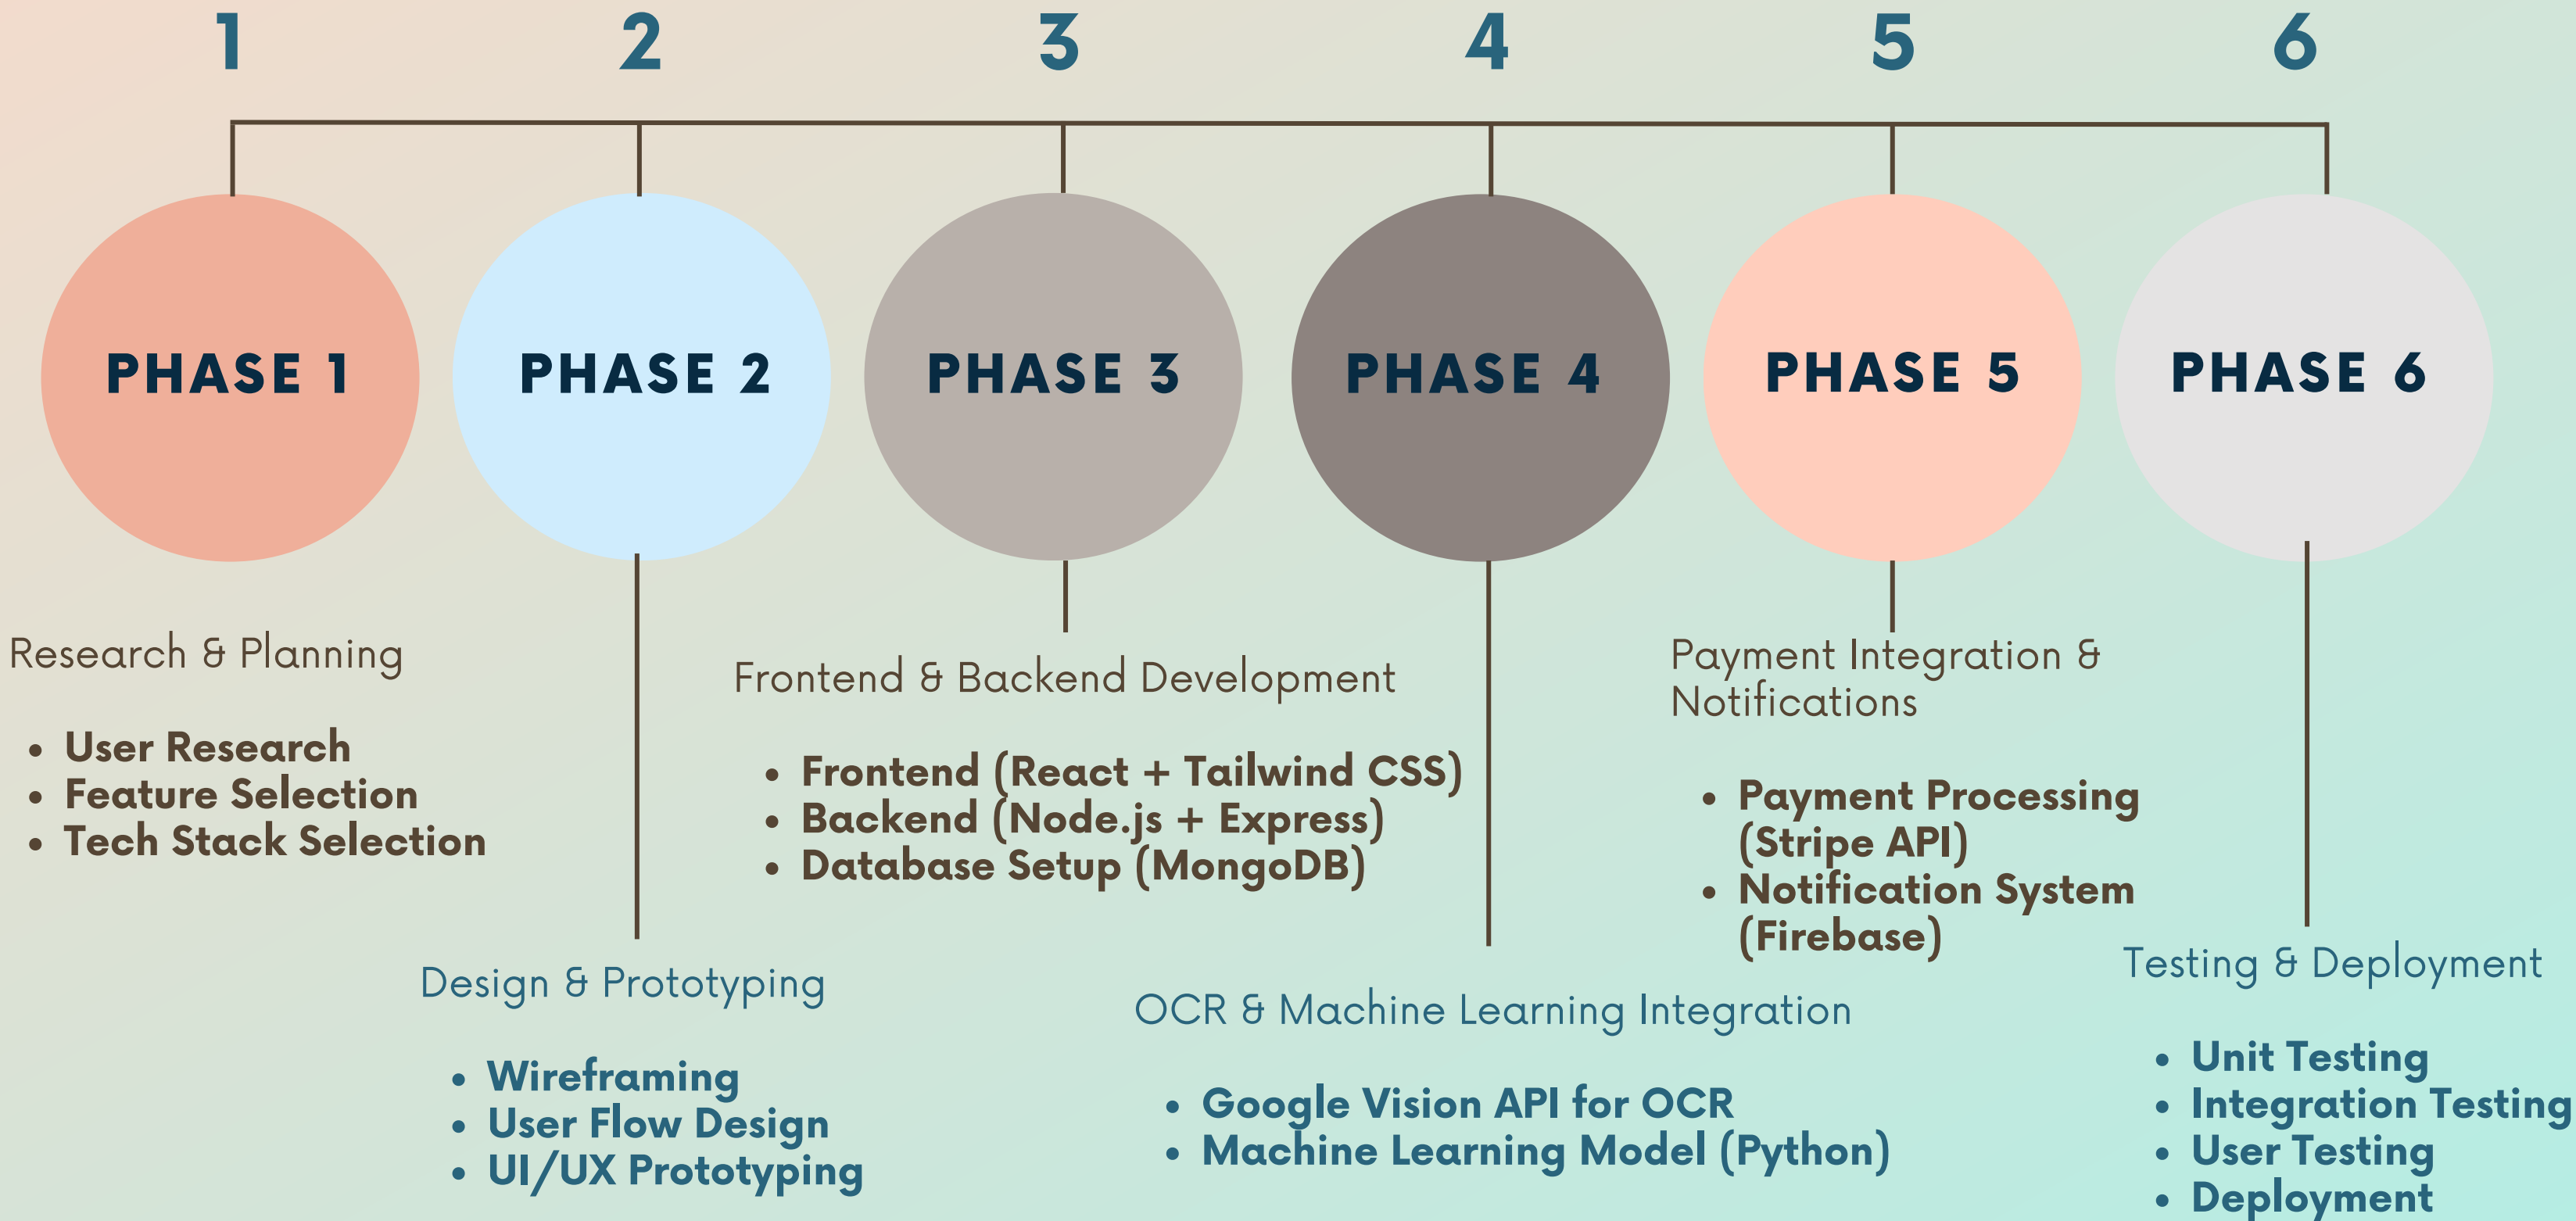 1
2
3
4
5
6
PHASE 1
PHASE 2
PHASE 3
PHASE 4
PHASE 5
PHASE 6
Research & Planning
• User Research
• Feature Selection
• Tech Stack Selection
Design & Prototyping
• Wireframing
• User Flow Design
• UI/UX Prototyping
Frontend & Backend Development
• Frontend (React + Tailwind CSS)
• Backend (Node.js + Express)
• Database Setup (MongoDB)
OCR & Machine Learning Integration
• Google Vision API for OCR
• Machine Learning Model (Python)
Payment Integration &
Notifications
• Payment Processing
(Stripe API)
• Notification System
(Firebase)
Testing & Deployment
• Unit Testing
• Integration Testing
• User Testing
• Deployment